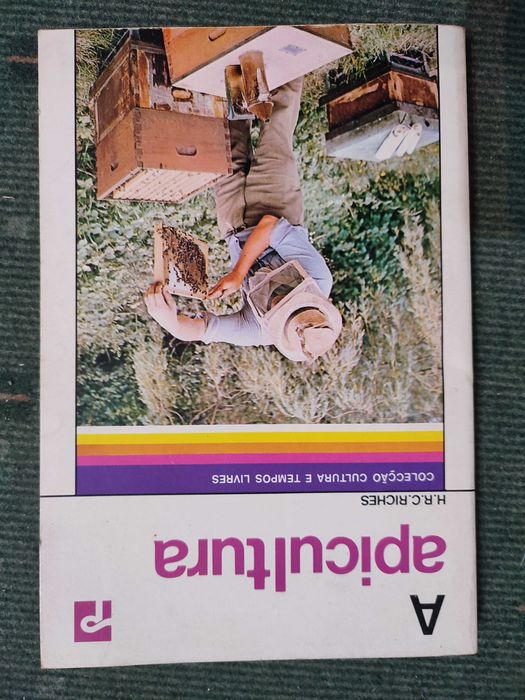 A
apicultura
H.R.C.RICHES
COLECÇÃO CULTURA E TEMPOS LIVRES